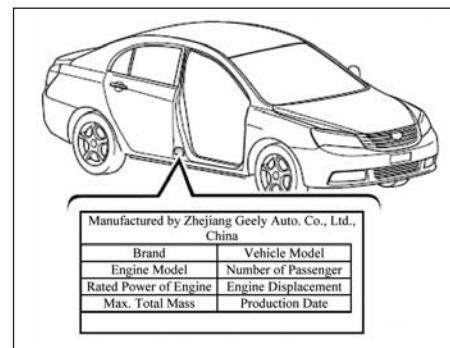 Manufactured by Zhejiang Geely Auto. Co., Ltd.,
China
Brand Vehicle Model
Engine Model Number of Passenger
Rated Power of Engine Engine Displacement
Max. Total Mass Production Date